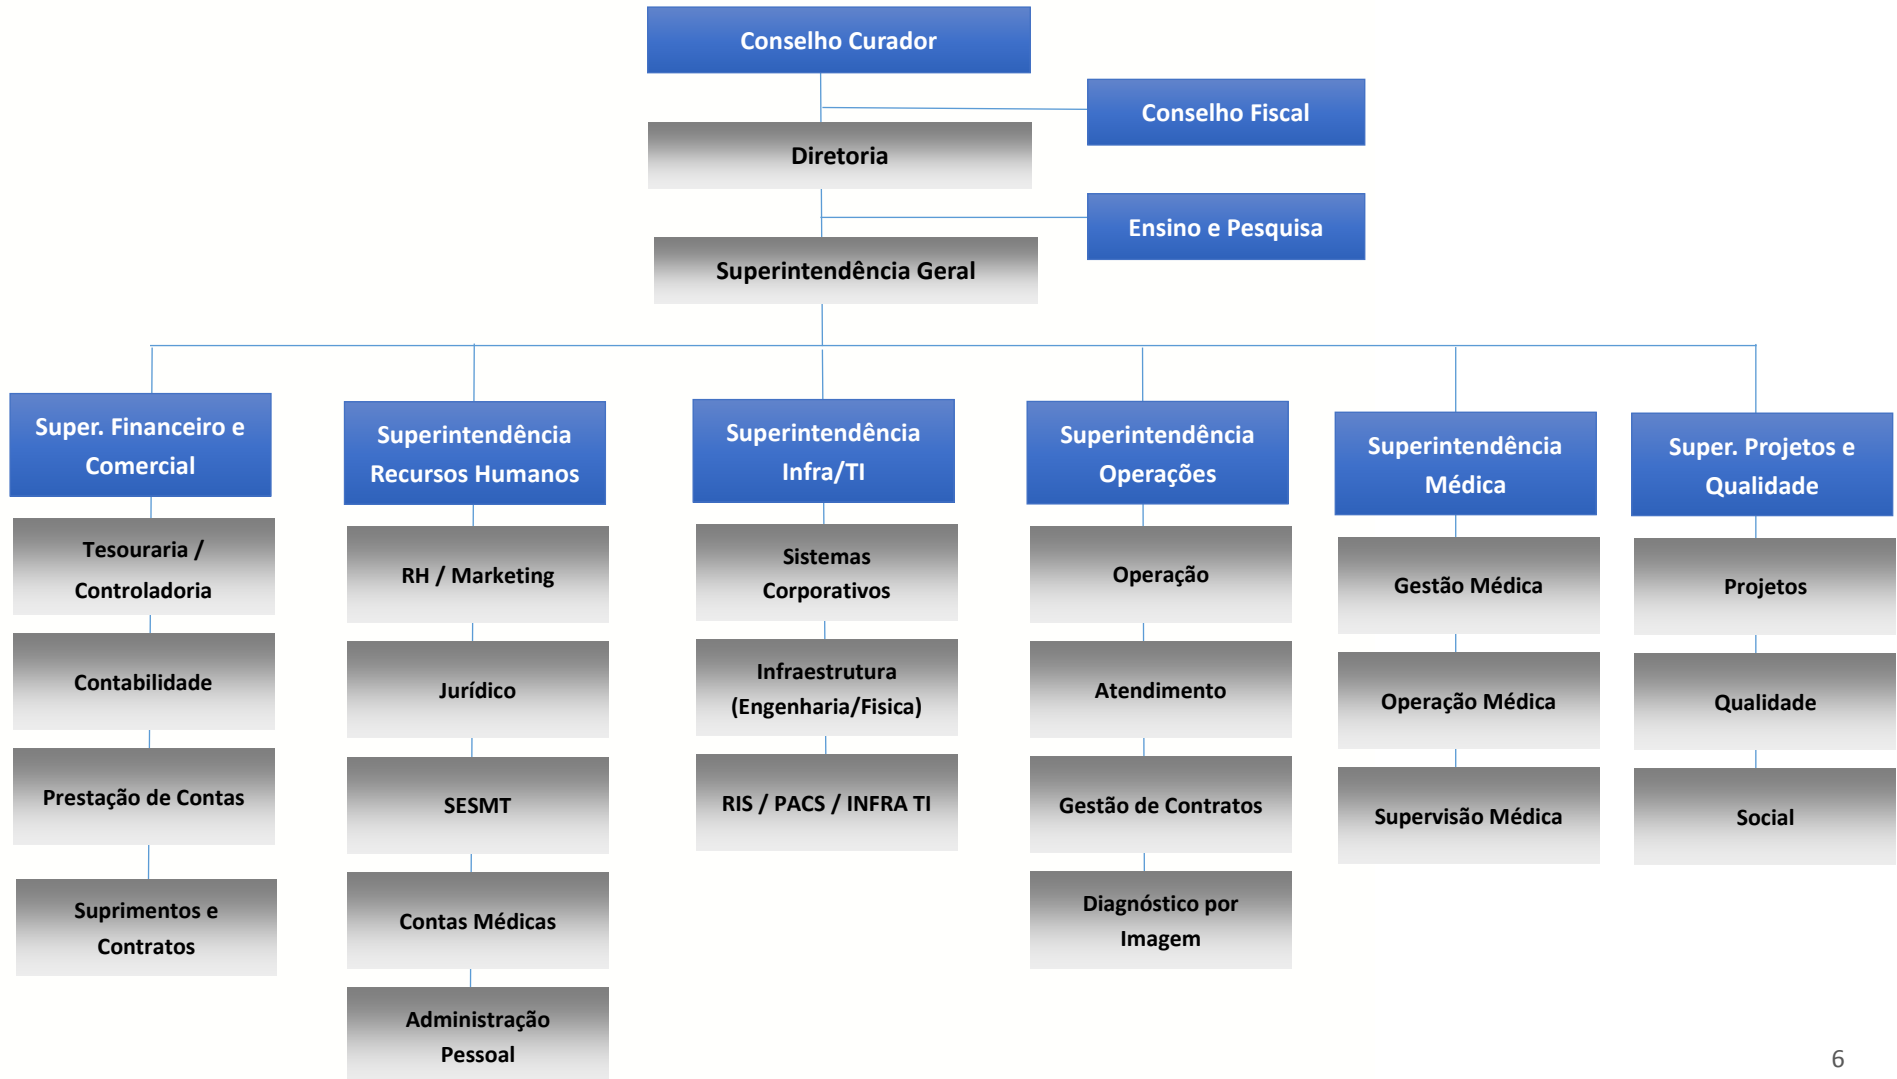 Conselho Curador
Conselho Fiscal
Diretoria
Ensino e Pesquisa
Superintendência Geral
Super. Financeiro e
Comercial
Tesouraria /
Controladoria
Contabilidade
Prestação de Contas
Suprimentos e
Contratos
Superintendência
Recursos Humanos
RH / Marketing
Jurídico
SESMT
Contas Médicas
Administração
Pessoal
Superintendência
Infra/TI
Sistemas
Corporativos
Infraestrutura
(Engenharia/Fisica)
RIS / PACS / INFRA TI
Superintendência
Operações
Operação
Atendimento
Gestão de Contratos
Diagnóstico por
Imagem
Superintendência
Médica
Gestão Médica
Operação Médica
Supervisão Médica
Super. Projetos e
Qualidade
Projetos
Qualidade
Social
6